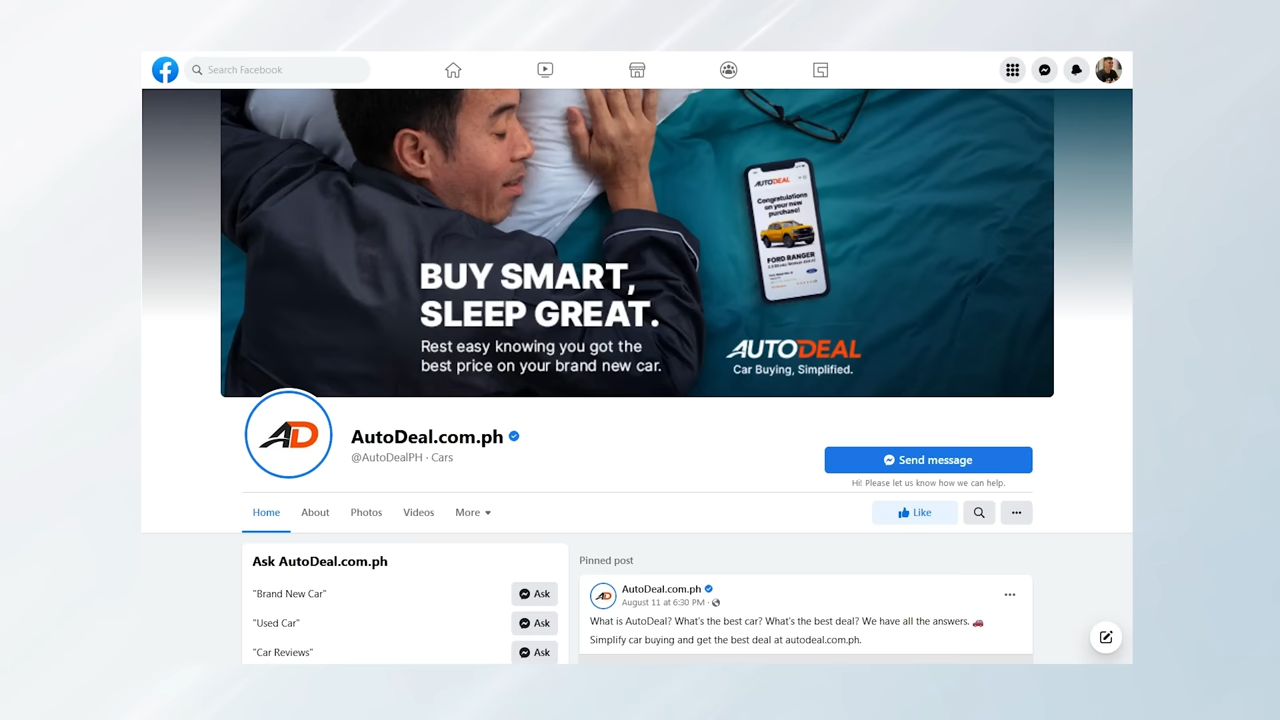 Search Facebook
AUTODEAL
Congratulations
on your new
purchase!
FORD RANGER
BUY SMART,
SLEEP GREAT.
Rest easy knowing you got the
best price on your brand new car.
AUTODEAL
Car Buying, Simplified.
AD
AutoDeal.com.ph
@AutoDealPH · Cars
Send message
Hi! Please let us know how we can help.
Home About Photos Videos More
Like
Ask AutoDeal.com.ph
"Brand New Car" Ask
"Used Car" Ask
"Car Reviews" Ask
Pinned post
AD
AutoDeal.com.ph
August 11 at 6:30 PM ·
What is AutoDeal? What's the best car? What's the best deal? We have all the answers. 🚗
Simplify car buying and get the best deal at autodeal.com.ph.